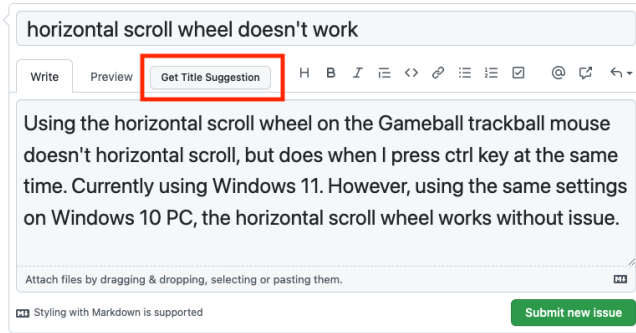 horizontal scroll wheel doesn't work
Write Preview Get Title Suggestion H B I <> @
Using the horizontal scroll wheel on the Gameball trackball mouse
doesn't horizontal scroll, but does when I press ctrl key at the same
time. Currently using Windows 11. However, using the same settings
on Windows 10 PC, the horizontal scroll wheel works without issue.
Attach files by dragging & dropping, selecting or pasting them.
Styling with Markdown is supported
Submit new issue